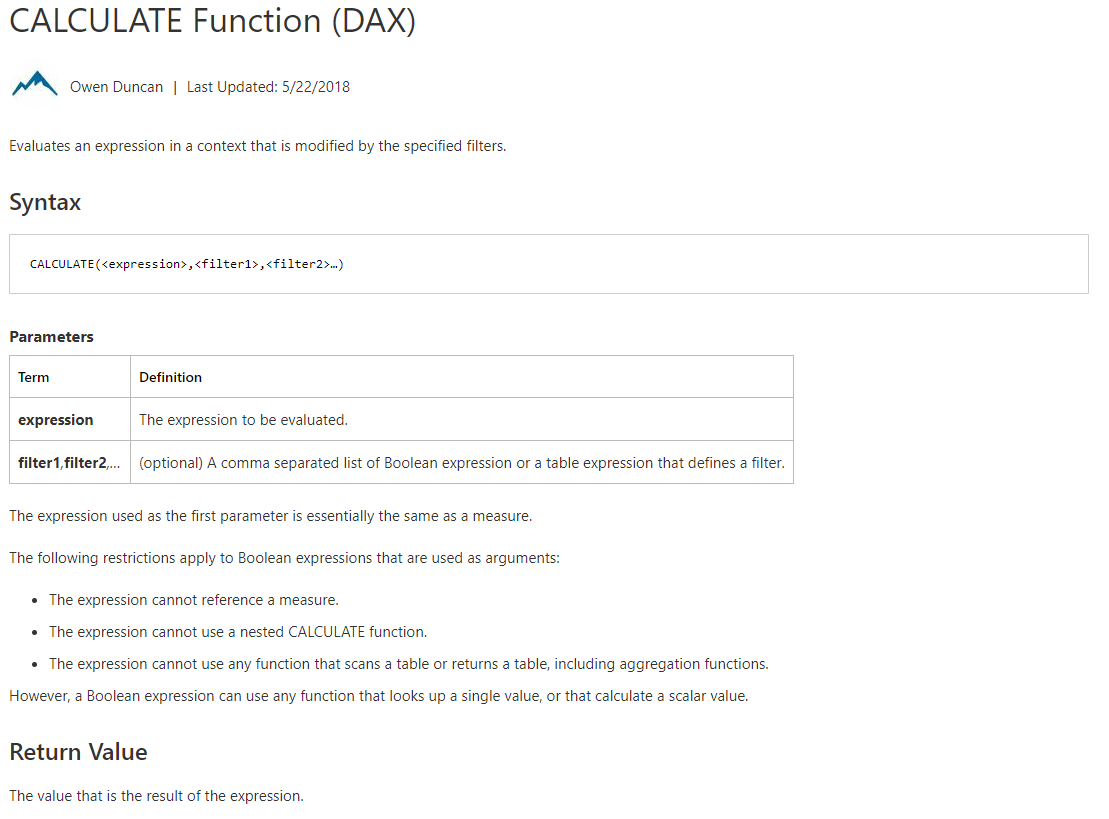 CALCULATE Function (DAX)
Owen Duncan | Last Updated: 5/22/2018
Evaluates an expression in a context that is modified by the specified filters.
Syntax
CALCULATE(<expression>,<filter1>,<filter2>…)
Parameters
Term Definition
expression The expression to be evaluated.
filter1,filter2,… (optional) A comma separated list of Boolean expression or a table expression that defines a filter.
The expression used as the first parameter is essentially the same as a measure.
The following restrictions apply to Boolean expressions that are used as arguments:
• The expression cannot reference a measure.
• The expression cannot use a nested CALCULATE function.
• The expression cannot use any function that scans a table or returns a table, including aggregation functions.
However, a Boolean expression can use any function that looks up a single value, or that calculate a scalar value.
Return Value
The value that is the result of the expression.